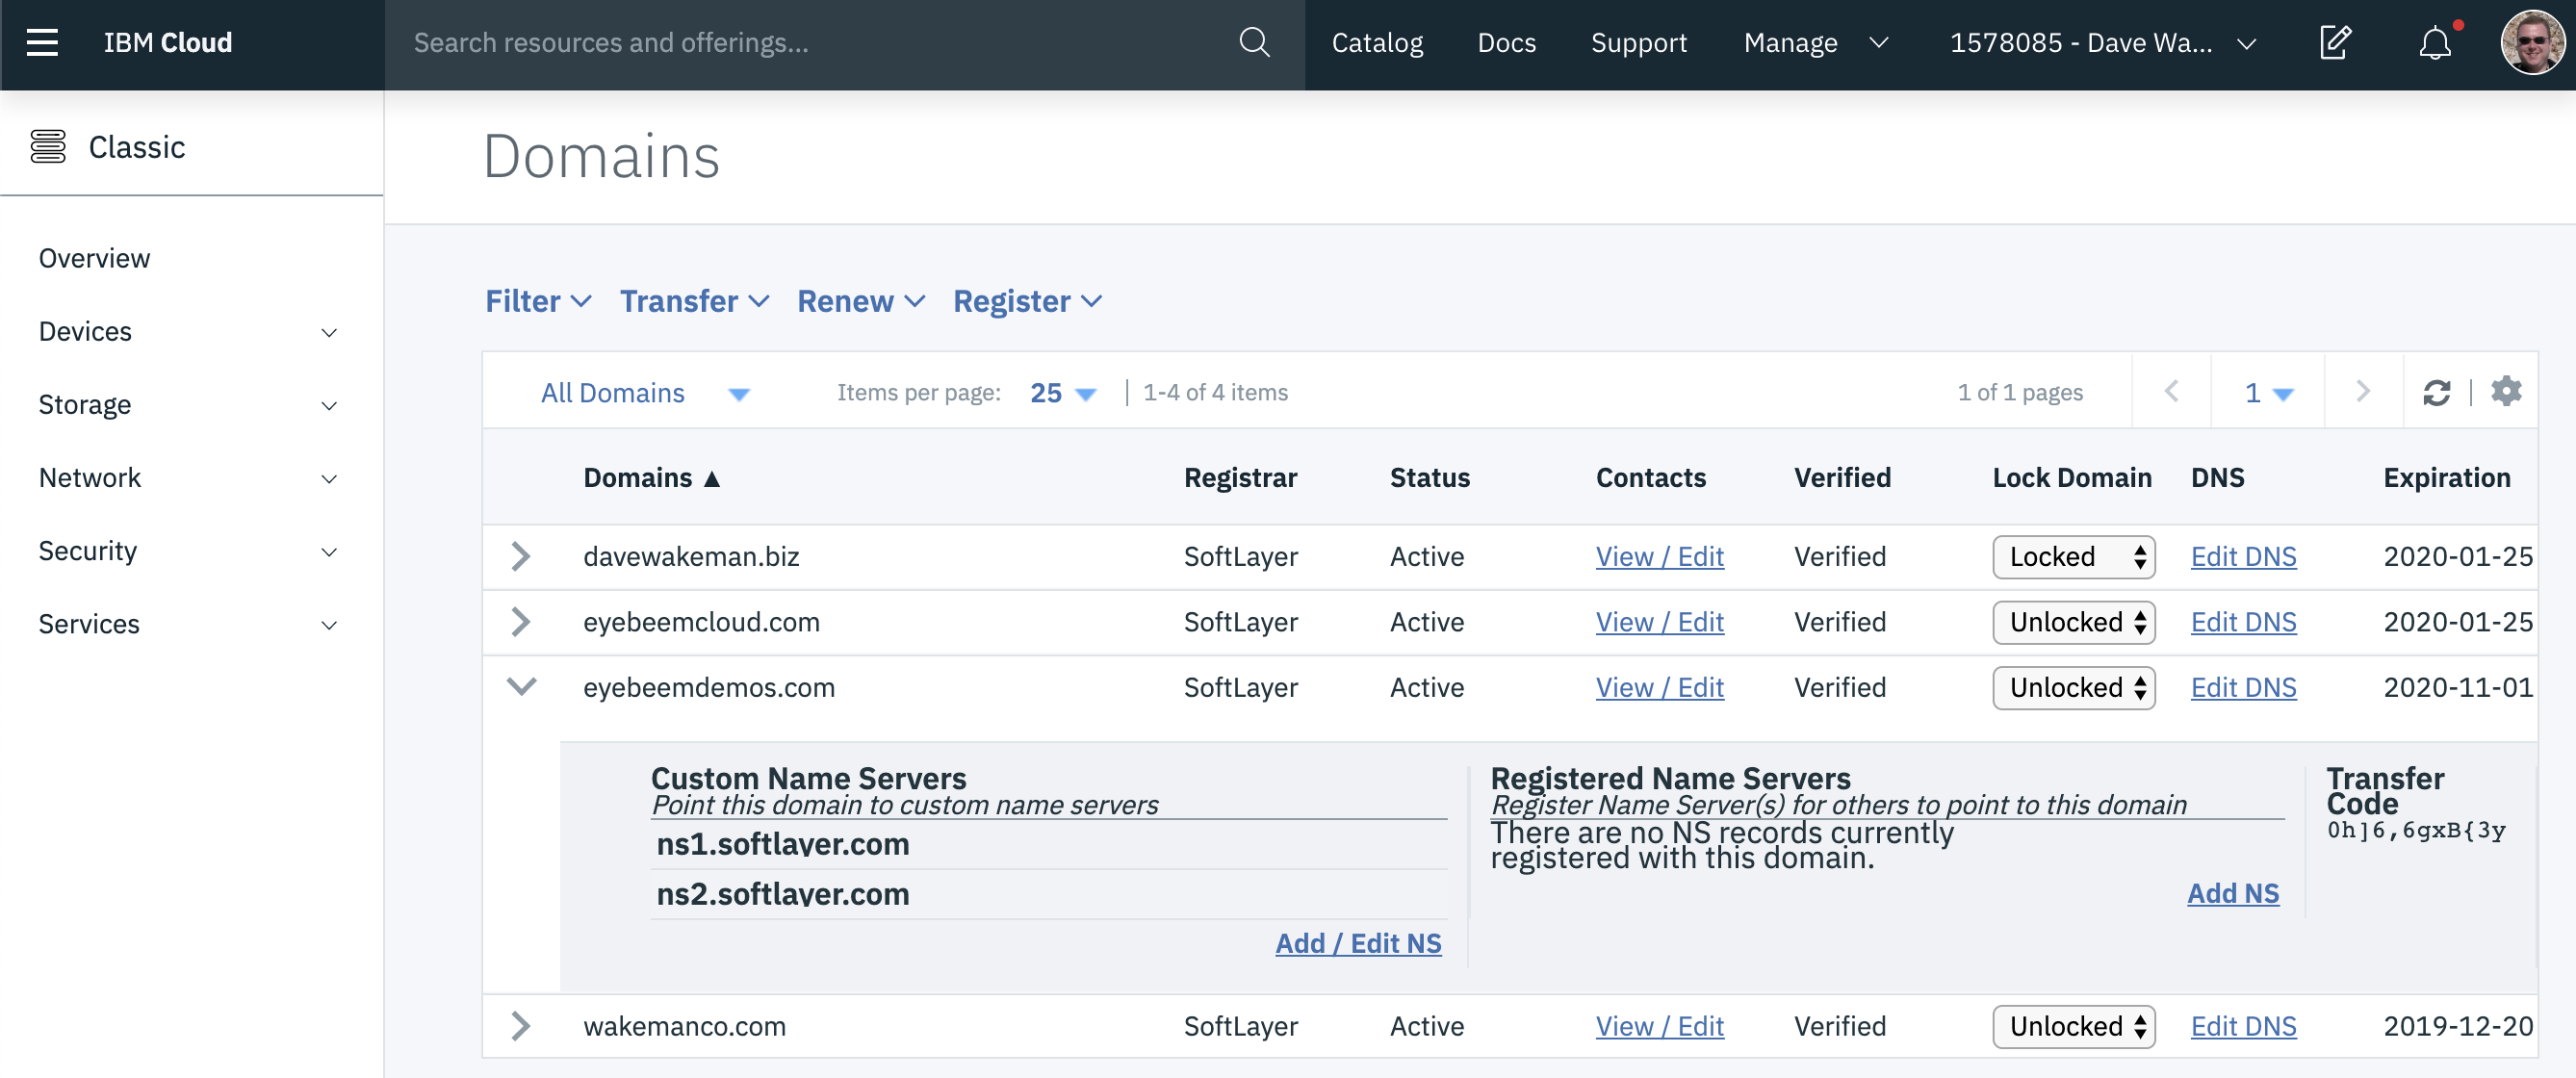 IBM Cloud
Search resources and offerings...
Catalog
Docs
Support
Manage
1578085 - Dave Wa...
Classic
Overview
Devices
Storage
Network
Security
Services
Domains
Filter Transfer Renew Register
All Domains Items per page: 25 | 1-4 of 4 items 1 of 1 pages 1
Domains ▲ Registrar Status Contacts Verified Lock Domain DNS Expiration
davewakeman.biz SoftLayer Active View / Edit Verified Locked Edit DNS 2020-01-25
eyebeemcloud.com SoftLayer Active View / Edit Verified Unlocked Edit DNS 2020-01-25
eyebeemdemos.com SoftLayer Active View / Edit Verified Unlocked Edit DNS 2020-11-01
Custom Name Servers
Point this domain to custom name servers
ns1.softlayer.com
ns2.softlayer.com
Add / Edit NS
Registered Name Servers
Register Name Server(s) for others to point to this domain
There are no NS records currently
registered with this domain.
Add NS
Transfer
Code
0h]6,6gxB{3y
wakemanco.com SoftLayer Active View / Edit Verified Unlocked Edit DNS 2019-12-20